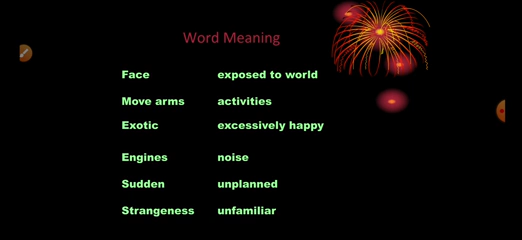 Word Meaning
Face exposed to world
Move arms activities
Exotic excessively happy
Engines noise
Sudden unplanned
Strangeness unfamiliar